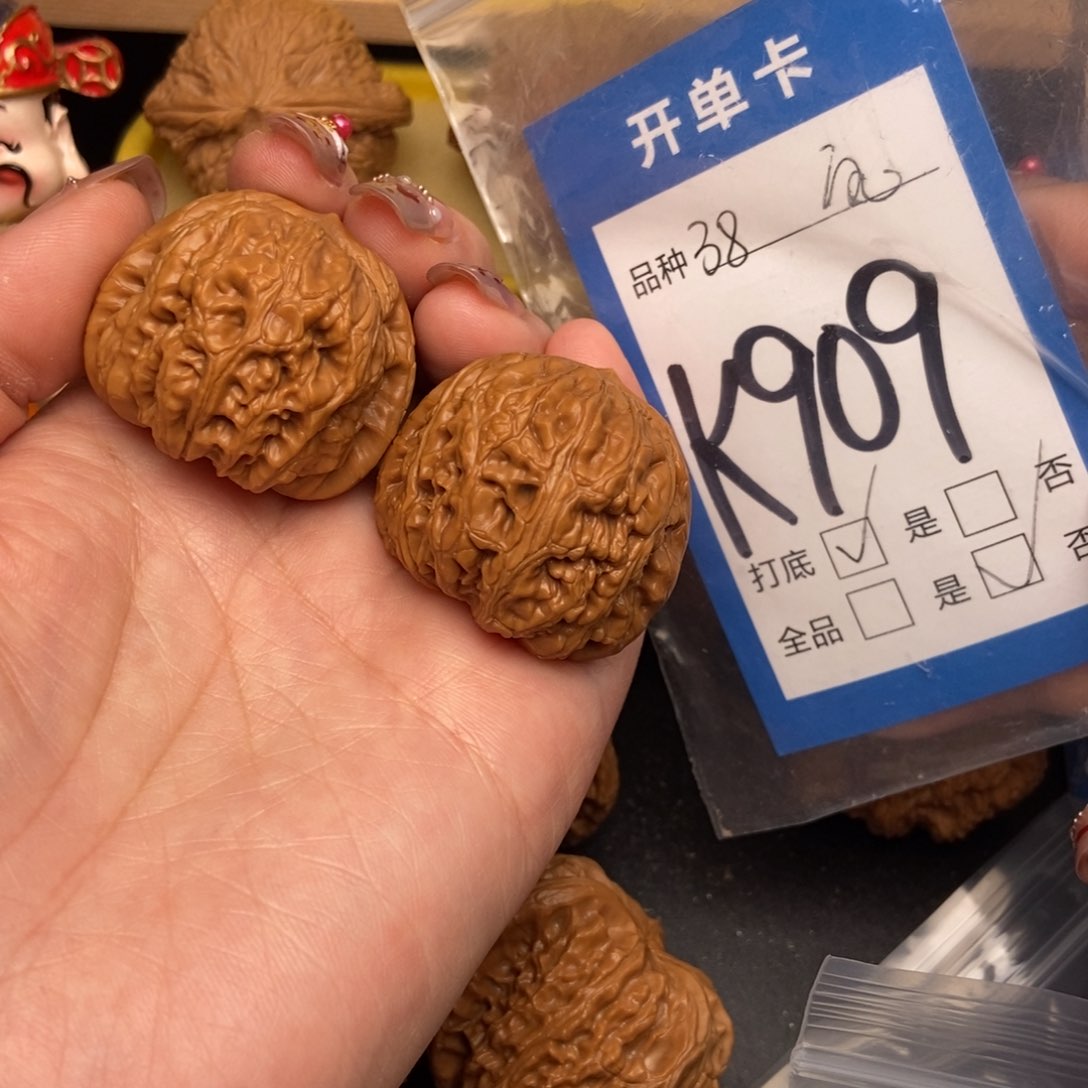 开单卡
品种 38
K909
打底 ☑ 是 ☐ 否
全品 ☐ 是 ☑ 否